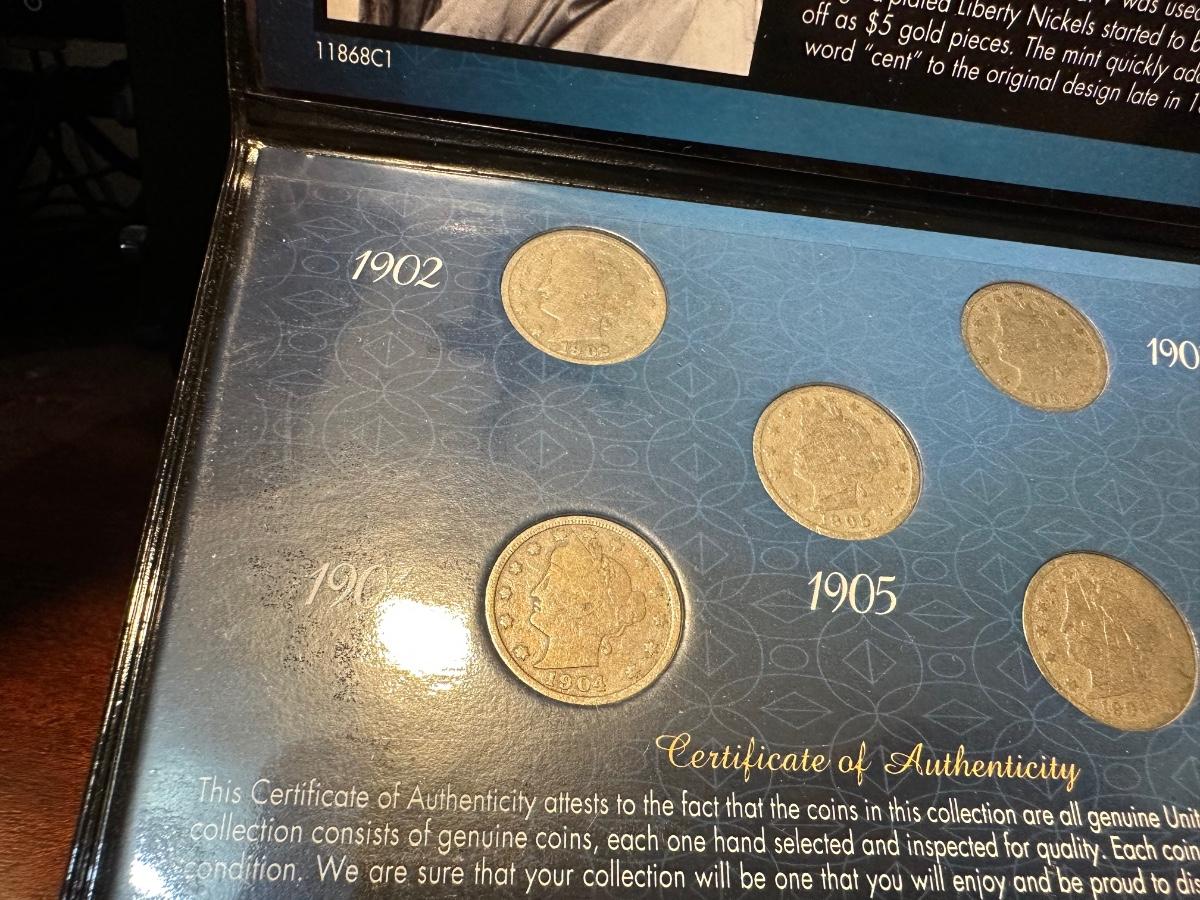 11868C1
was used
plated Liberty Nickels started to
off as $5 gold pieces. The mint quickly
word "cent" to the original design late in
1902
190
1905
1904
1905
Certificate of Authenticity
This Certificate of Authenticity attests to the fact that the coins in this collection are all genuine Unit
collection consists of genuine coins, each one hand selected and inspected for quality. Each coin
condition. We are sure that your collection will be one that you will enjoy and be proud to dis